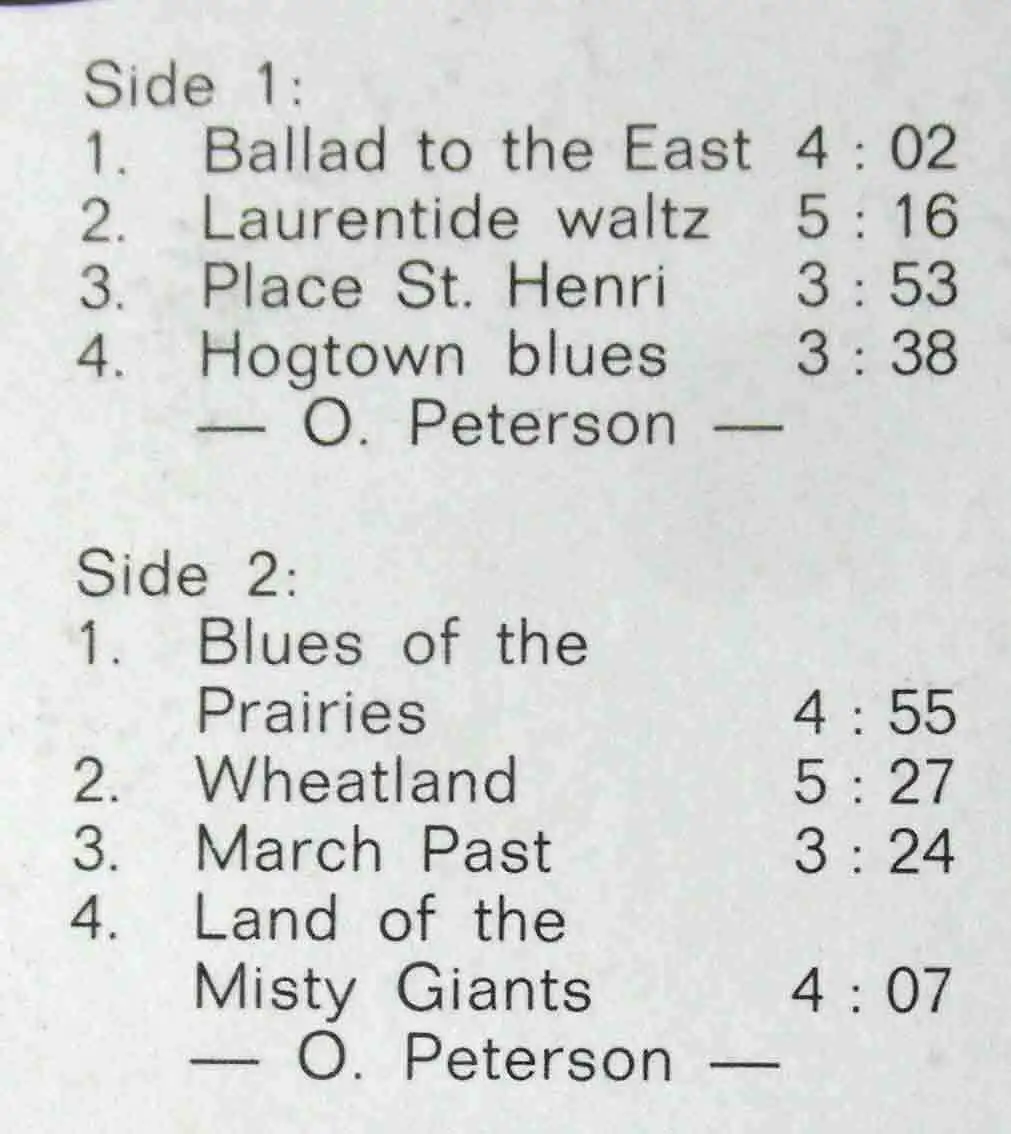 Side 1:
1. Ballad to the East 4 : 02
2. Laurentide waltz 5 : 16
3. Place St. Henri 3 : 53
4. Hogtown blues 3 : 38
— O. Peterson —
Side 2:
1. Blues of the
Prairies 4 : 55
2. Wheatland 5 : 27
3. March Past 3 : 24
4. Land of the
Misty Giants 4 : 07
— O. Peterson —